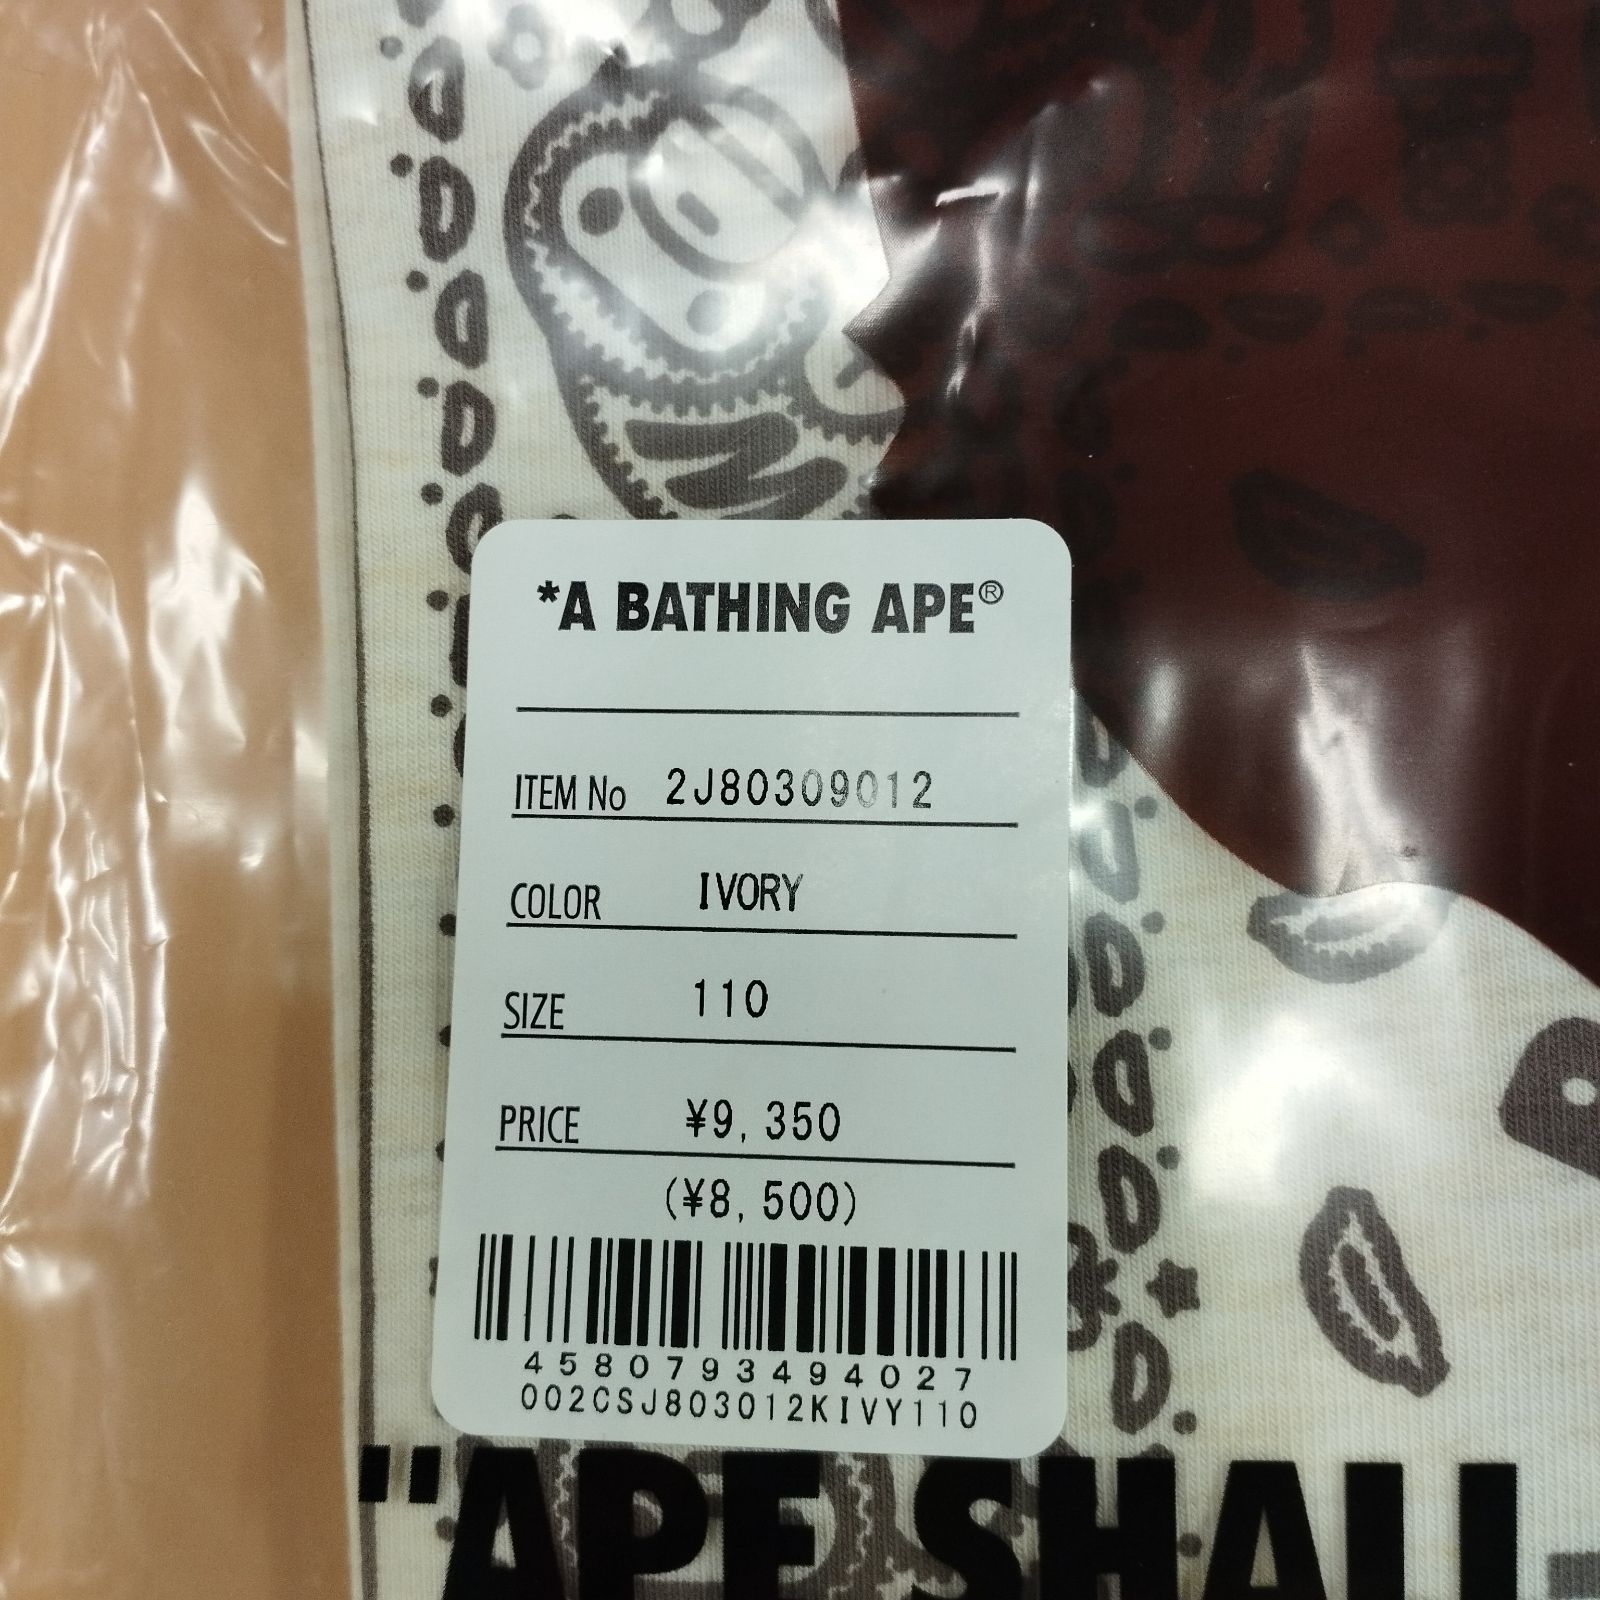 *A BATHING APE®
ITEM No 2J80309012
COLOR IVORY
SIZE 110
PRICE ¥9,350
(¥8,500)
4580793494027
002CSJ803012KIVY110
"APE SHALL